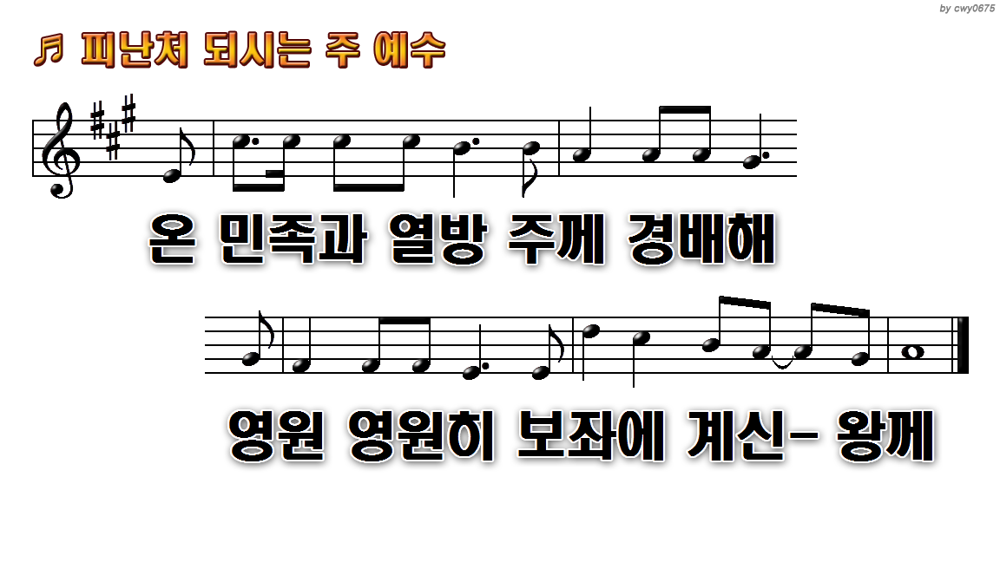 by cwy0675
♬ 피난처 되시는 주 예수
온 민족과 열방 주께 경배해
영원 영원히 보좌에 계신- 왕께